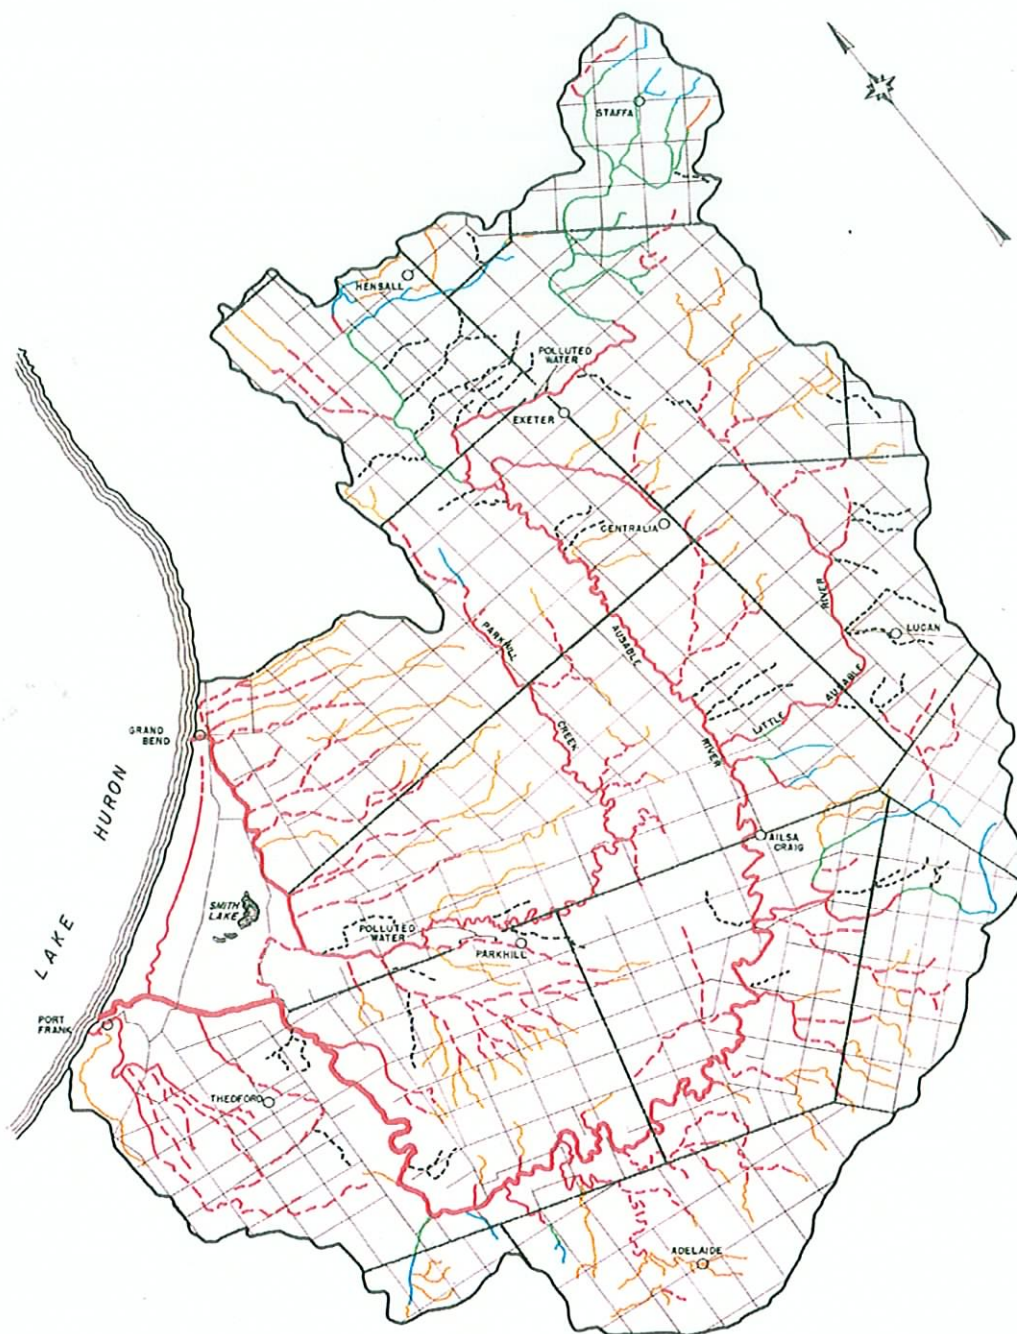 STAFFA
HENSALL
POLLUTED
WATER
EXETER
CENTRALIA
RIVER
LUCAN
PARKHILL
AUSABLE
AUSABLE
LITTLE
GRAND
BEND
CREEK
RIVER
HURON
AILSA
CRAIG
SMITH
LAKE
LAKE
POLLUTED
WATER
PARKHILL
PORT
FRANK
THEDFORD
ADELAIDE